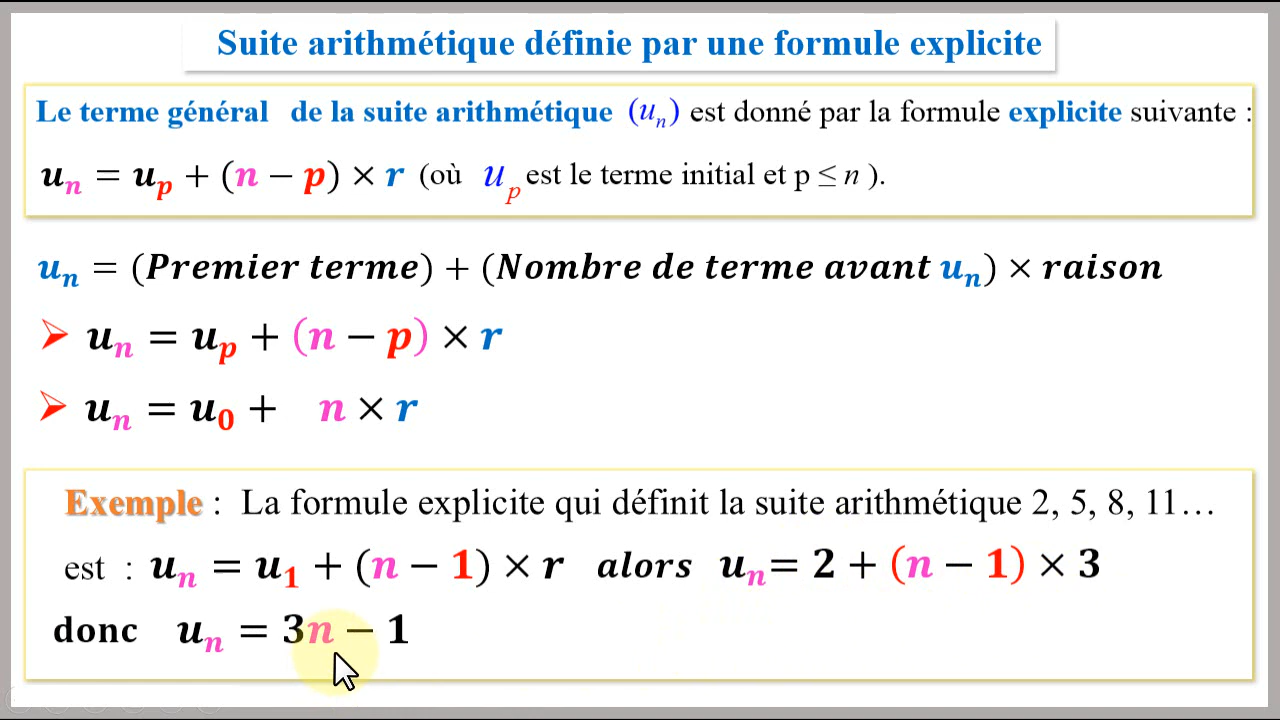 Suite arithmétique définie par une formule explicite
Le terme général de la suite arithmétique (uₙ) est donné par la formule explicite suivante :
uₙ = uₚ + (n − p) × r (où uₚ est le terme initial et p ≤ n ).
uₙ = (Premier terme) + (Nombre de terme avant uₙ) × raison
➢ uₙ = uₚ + (n − p) × r
➢ uₙ = u₀ + n × r
Exemple : La formule explicite qui définit la suite arithmétique 2, 5, 8, 11…
est : uₙ = u₁ + (n − 1) × r alors uₙ= 2 + (n − 1) × 3
donc uₙ = 3n − 1